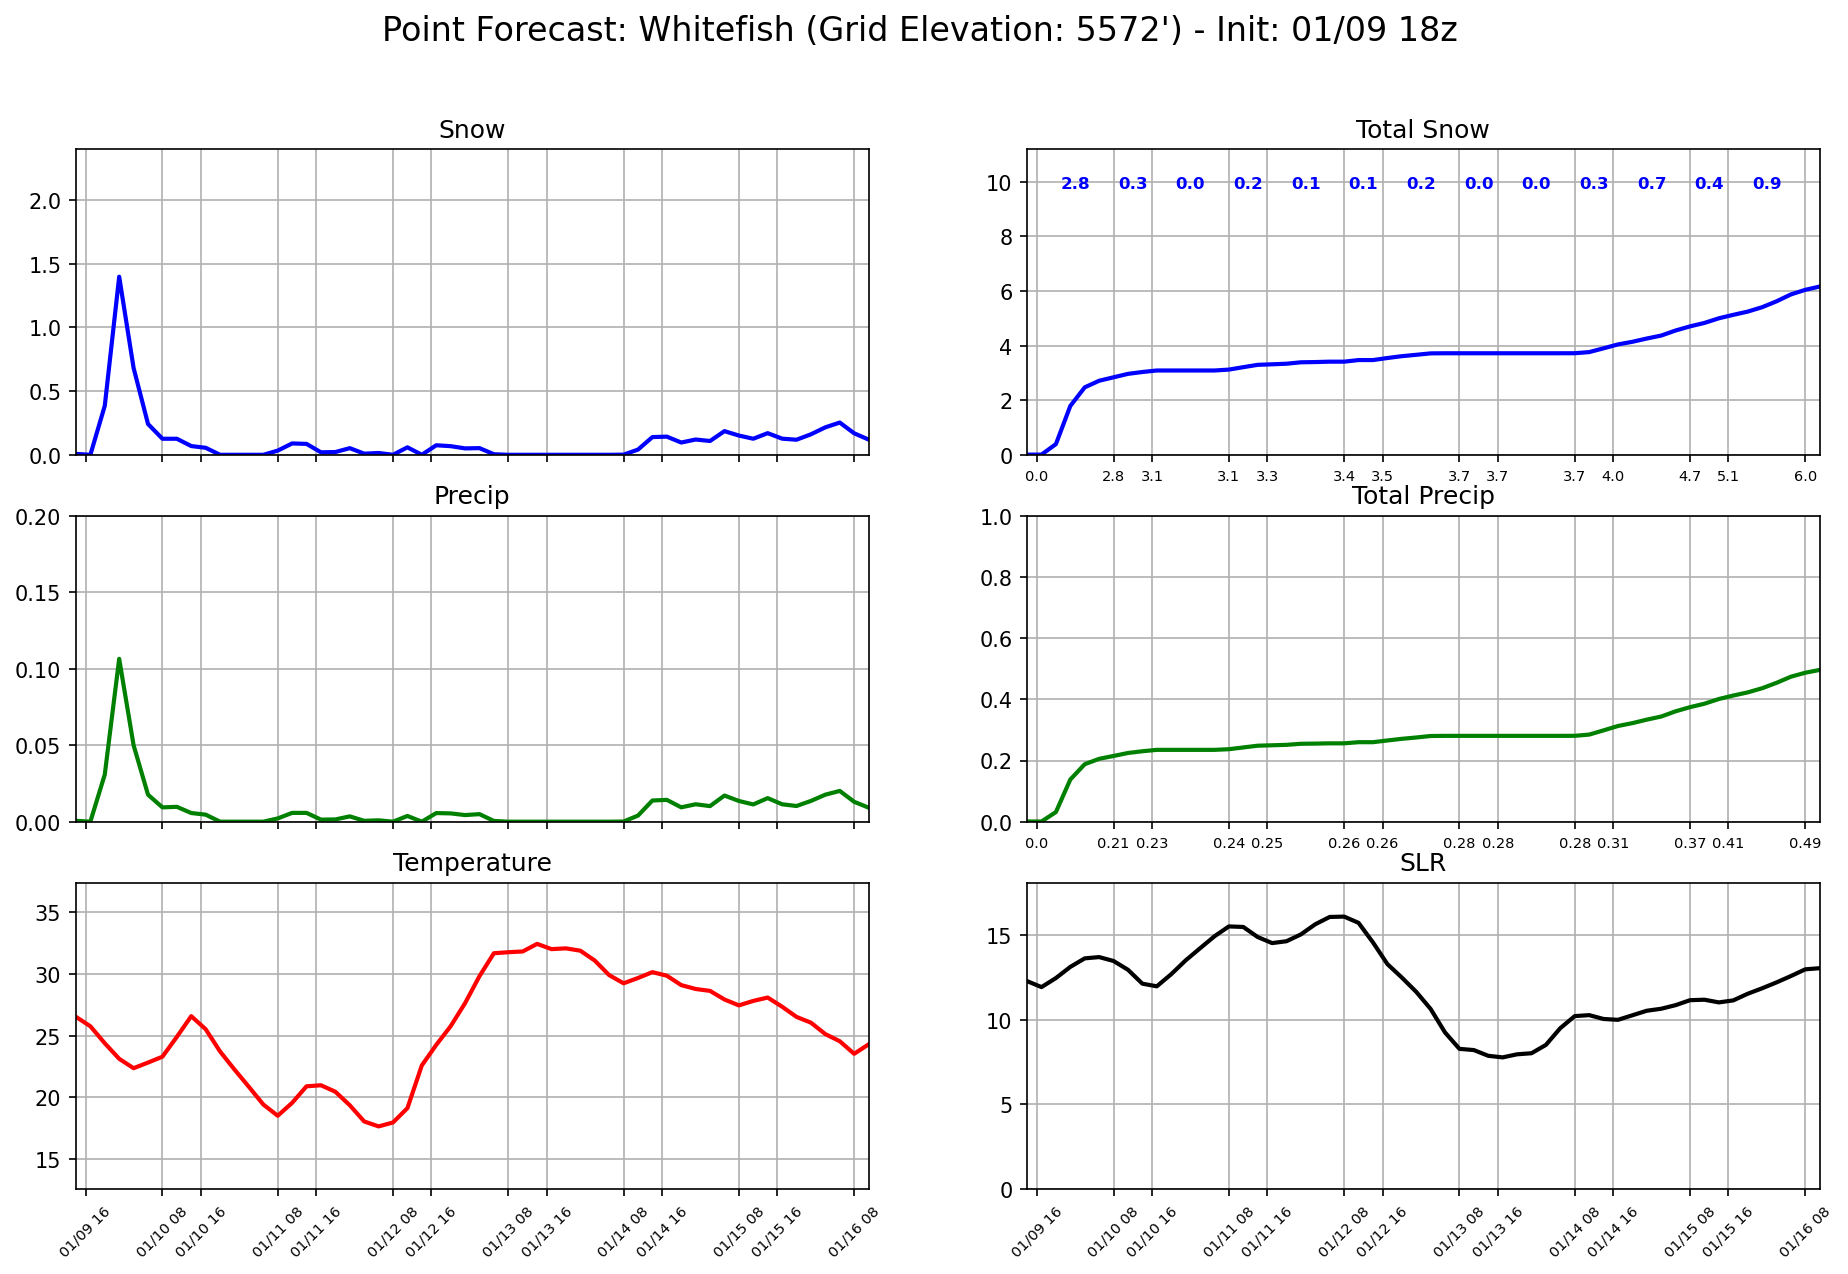 Point Forecast: Whitefish (Grid Elevation: 5572') - Init: 01/09 18z
Snow
2.0
1.5
1.0
0.5
0.0
Total Snow
10
8
6
4
2
0
2.8 0.3 0.0 0.2 0.1 0.1 0.2 0.0 0.0 0.3 0.7 0.4 0.9
0.0 2.8 3.1 3.1 3.3 3.4 3.5 3.7 3.7 3.7 4.0 4.7 5.1 6.0
Precip
0.20
0.15
0.10
0.05
0.00
Total Precip
1.0
0.8
0.6
0.4
0.2
0.0
0.0 0.21 0.23 0.24 0.25 0.26 0.26 0.28 0.28 0.28 0.31 0.37 0.41 0.49
Temperature
35
30
25
20
15
01/09 16 01/10 08 01/10 16 01/11 08 01/11 16 01/12 08 01/12 16 01/13 08 01/13 16 01/14 08 01/14 16 01/15 08 01/15 16 01/16 08
SLR
15
10
5
0
01/09 16 01/10 08 01/10 16 01/11 08 01/11 16 01/12 08 01/12 16 01/13 08 01/13 16 01/14 08 01/14 16 01/15 08 01/15 16 01/16 08